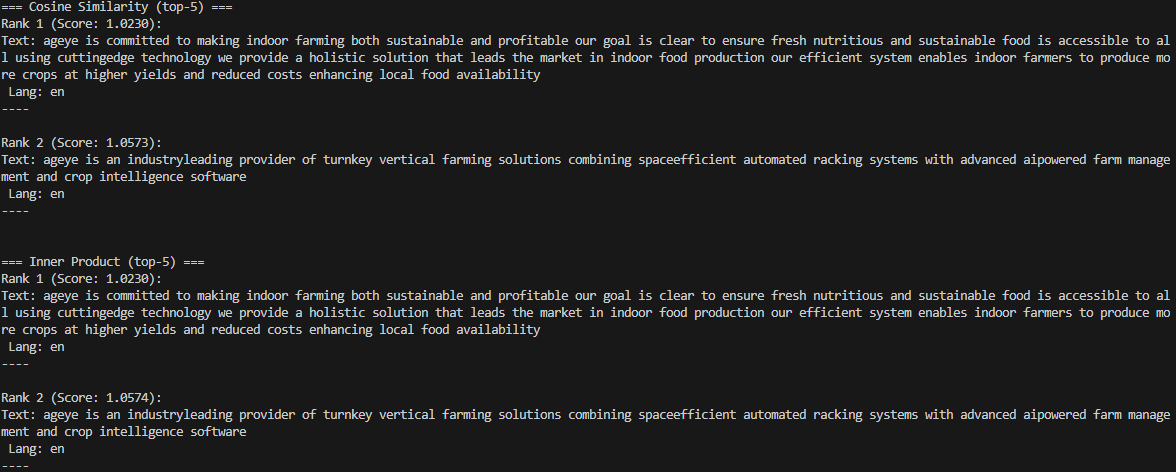 === Cosine Similarity (top-5) ===
Rank 1 (Score: 1.0230):
Text: ageye is committed to making indoor farming both sustainable and profitable our goal is clear to ensure fresh nutritious and sustainable food is accessible to al
l using cuttingedge technology we provide a holistic solution that leads the market in indoor food production our efficient system enables indoor farmers to produce mo
re crops at higher yields and reduced costs enhancing local food availability
 Lang: en
----
Rank 2 (Score: 1.0573):
Text: ageye is an industryleading provider of turnkey vertical farming solutions combining spaceefficient automated racking systems with advanced aipowered farm manage
ment and crop intelligence software
 Lang: en
----
=== Inner Product (top-5) ===
Rank 1 (Score: 1.0230):
Text: ageye is committed to making indoor farming both sustainable and profitable our goal is clear to ensure fresh nutritious and sustainable food is accessible to al
l using cuttingedge technology we provide a holistic solution that leads the market in indoor food production our efficient system enables indoor farmers to produce mo
re crops at higher yields and reduced costs enhancing local food availability
 Lang: en
----
Rank 2 (Score: 1.0574):
Text: ageye is an industryleading provider of turnkey vertical farming solutions combining spaceefficient automated racking systems with advanced aipowered farm manage
ment and crop intelligence software
 Lang: en
----